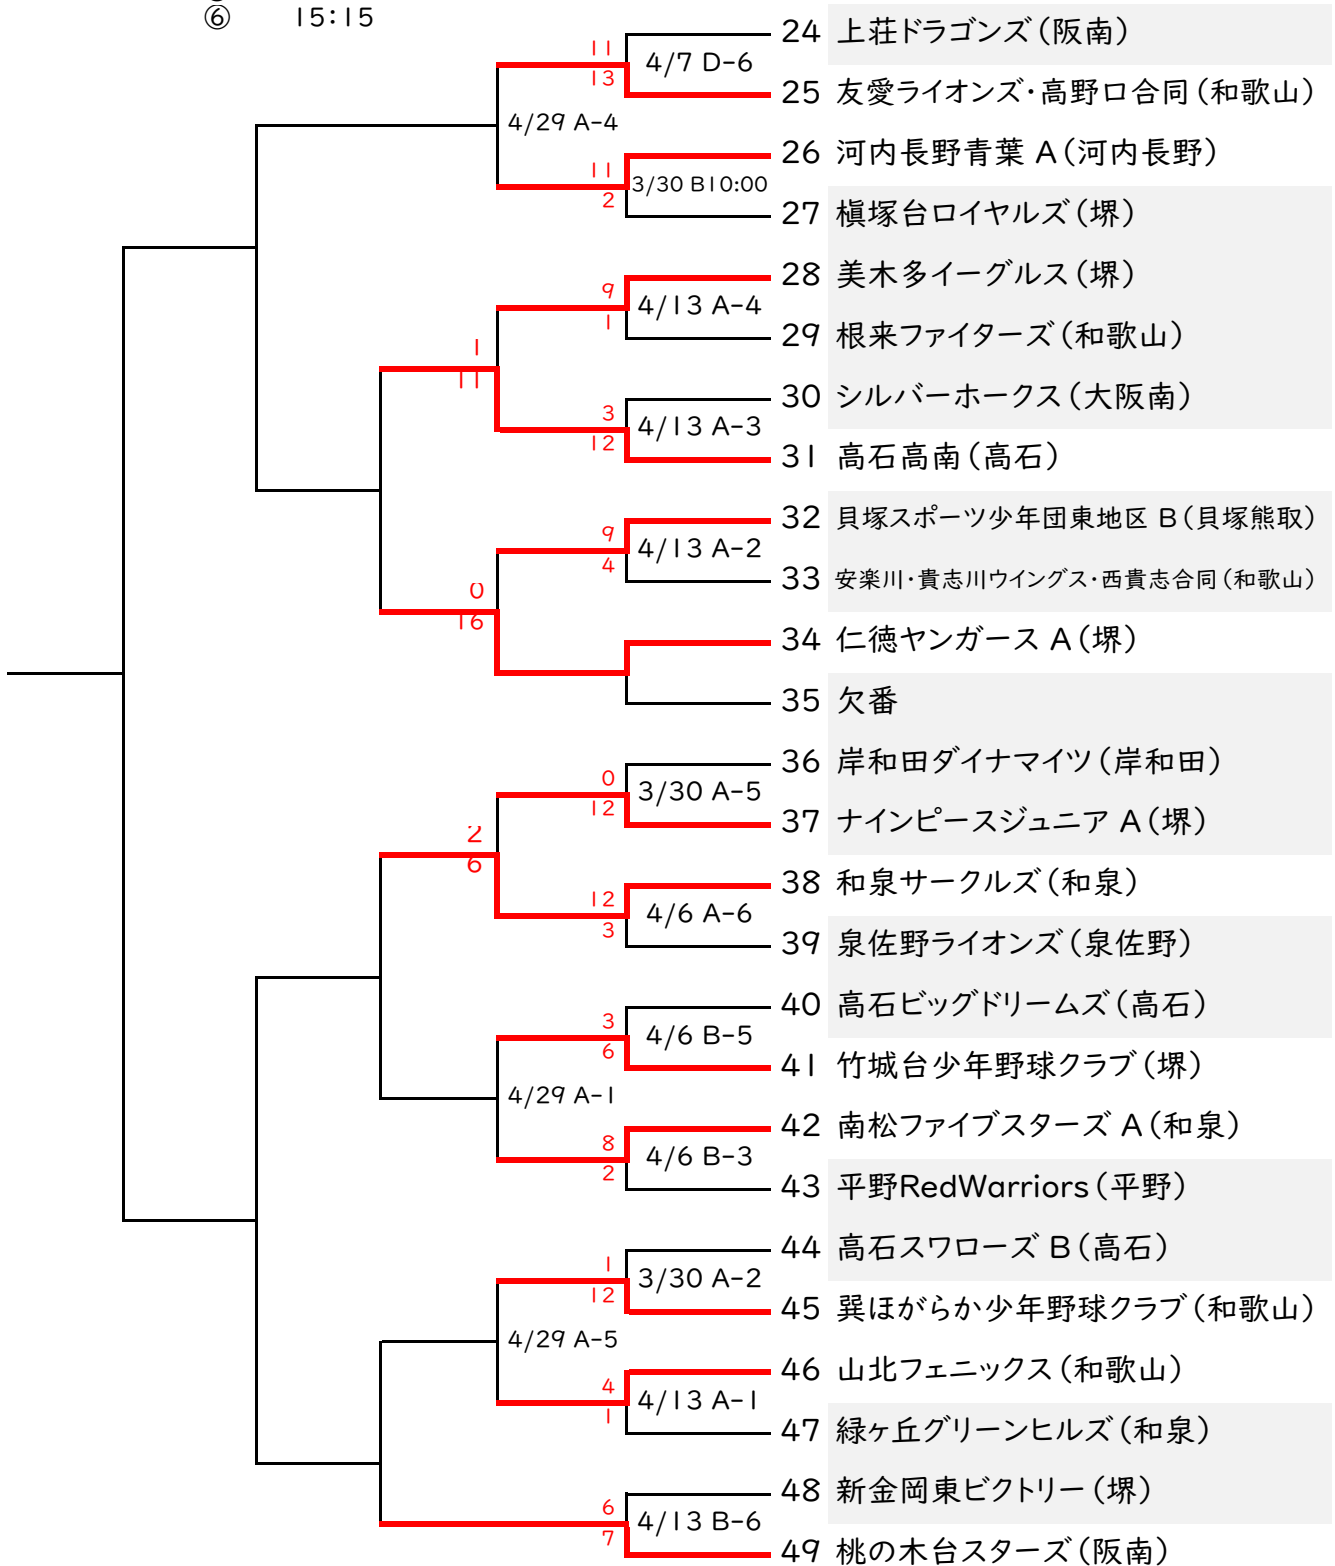 ⑥ 15:15
24 上荘ドラゴンズ(阪南)
11
4/7 D-6
13
25 友愛ライオンズ・高野口合同(和歌山)
4/29 A-4
26 河内長野青葉 A(河内長野)
11
3/30 B10:00
2
27 槇塚台ロイヤルズ(堺)
28 美木多イーグルス(堺)
9
4/13 A-4
1
29 根来ファイターズ(和歌山)
1
11
30 シルバーホークス(大阪南)
3
4/13 A-3
12
31 高石高南(高石)
32 貝塚スポーツ少年団東地区 B(貝塚熊取)
9
4/13 A-2
4
33 安楽川・貴志川ウイングス・西貴志合同(和歌山)
0
16
34 仁徳ヤンガース A(堺)
35 欠番
36 岸和田ダイナマイツ(岸和田)
0
3/30 A-5
12
37 ナインピースジュニア A(堺)
2
6
38 和泉サークルズ(和泉)
12
4/6 A-6
3
39 泉佐野ライオンズ(泉佐野)
40 高石ビッグドリームズ(高石)
3
4/6 B-5
6
41 竹城台少年野球クラブ(堺)
4/29 A-1
42 南松ファイブスターズ A(和泉)
8
4/6 B-3
2
43 平野RedWarriors(平野)
44 高石スワローズ B(高石)
1
3/30 A-2
12
45 巽ほがらか少年野球クラブ(和歌山)
4/29 A-5
46 山北フェニックス(和歌山)
4
4/13 A-1
1
47 緑ヶ丘グリーンヒルズ(和泉)
48 新金岡東ビクトリー(堺)
6
4/13 B-6
7
49 桃の木台スターズ(阪南)